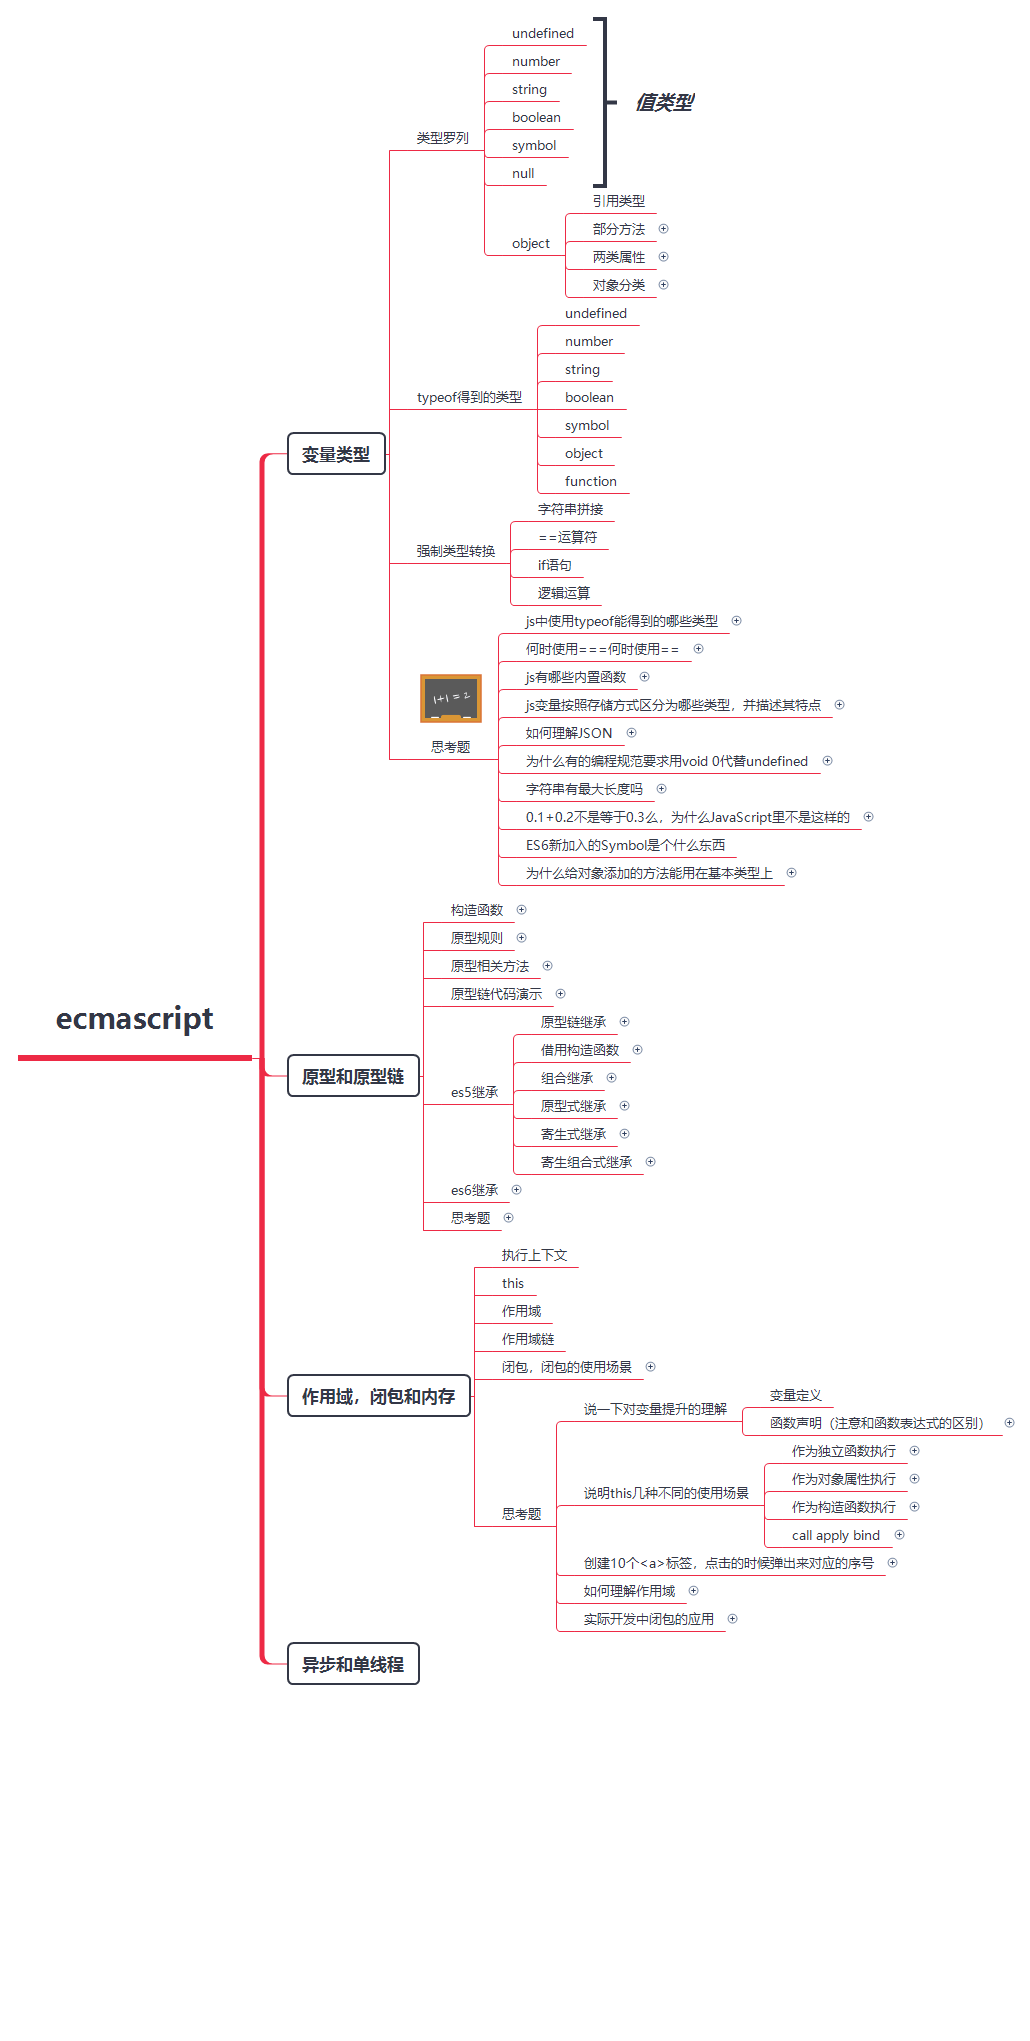 ecmascript
变量类型
类型罗列
undefined
number
string
boolean
symbol
null
值类型
object
引用类型
部分方法
两类属性
对象分类
typeof得到的类型
undefined
number
string
boolean
symbol
object
function
强制类型转换
字符串拼接
==运算符
if语句
逻辑运算
1+1=2
思考题
js中使用typeof能得到的哪些类型
何时使用===何时使用==
js有哪些内置函数
js变量按照存储方式区分为哪些类型，并描述其特点
如何理解JSON
为什么有的编程规范要求用void 0代替undefined
字符串有最大长度吗
0.1+0.2不是等于0.3么，为什么JavaScript里不是这样的
ES6新加入的Symbol是个什么东西
为什么给对象添加的方法能用在基本类型上
原型和原型链
构造函数
原型规则
原型相关方法
原型链代码演示
es5继承
原型链继承
借用构造函数
组合继承
原型式继承
寄生式继承
寄生组合式继承
es6继承
思考题
作用域，闭包和内存
执行上下文
this
作用域
作用域链
闭包，闭包的使用场景
思考题
说一下对变量提升的理解
变量定义
函数声明（注意和函数表达式的区别）
说明this几种不同的使用场景
作为独立函数执行
作为对象属性执行
作为构造函数执行
call apply bind
创建10个<a>标签，点击的时候弹出来对应的序号
如何理解作用域
实际开发中闭包的应用
异步和单线程